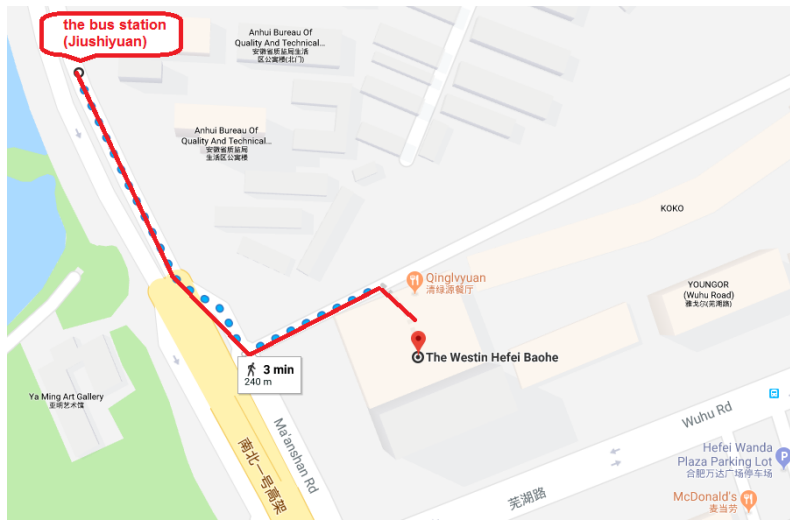 the bus station
(Jiushiyuan)
Anhui Bureau Of
Quality And Technical...
安徽省质监局生活
区公寓楼(北门)
Anhui Bureau Of
Quality And Technical...
安徽省质监局
生活区公寓楼
KOKO
Qinglvyuan
清绿源餐厅
YOUNGOR
(Wuhu Road)
雅戈尔(芜湖路)
The Westin Hefei Baohe
3 min
240 m
Ya Ming Art Gallery
亚明艺术馆
Ma'anshan Rd
南北一号高架
Wuhu Rd
芜湖路
Hefei Wanda
Plaza Parking Lot
合肥万达广场停车场
P
McDonald's
麦当劳